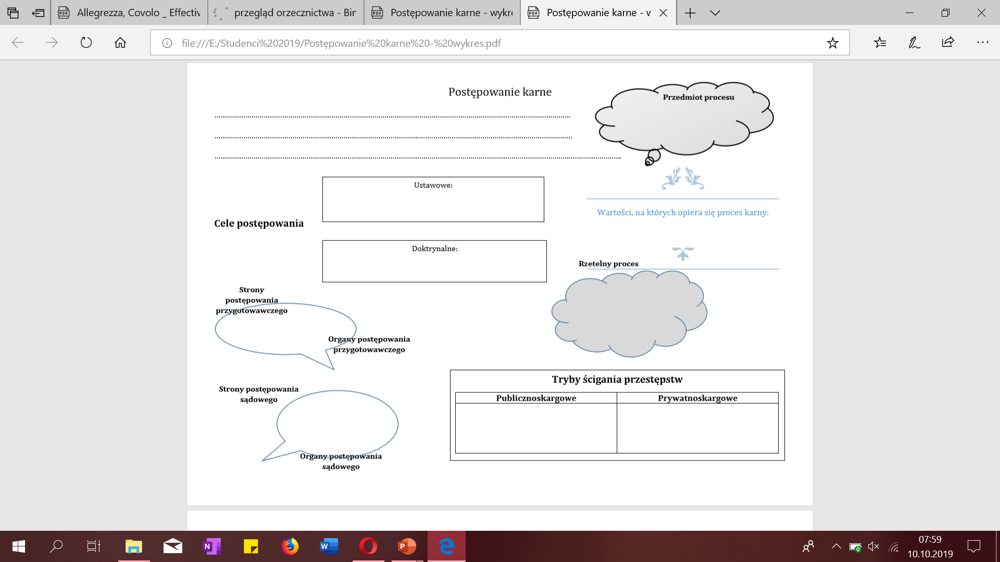 Allegrezza, Covolo _ Effectiv
przegląd orzecznictwa - Bin
Postępowanie karne - wykre
Postępowanie karne - w
file:///E:/Studenci%202019/Postępowanie%20karne%20-%20wykres.pdf
Postępowanie karne
Przedmiot procesu
Ustawowe:
Wartości, na których opiera się proces karny:
Cele postępowania
Doktrynalne:
Rzetelny proces
Strony
postępowania
przygotowawczego
Organy postępowania
przygotowawczego
Tryby ścigania przestępstw
Publicznoskargowe
Prywatnoskargowe
Strony postępowania
sądowego
Organy postępowania
sądowego
07:59
10.10.2019